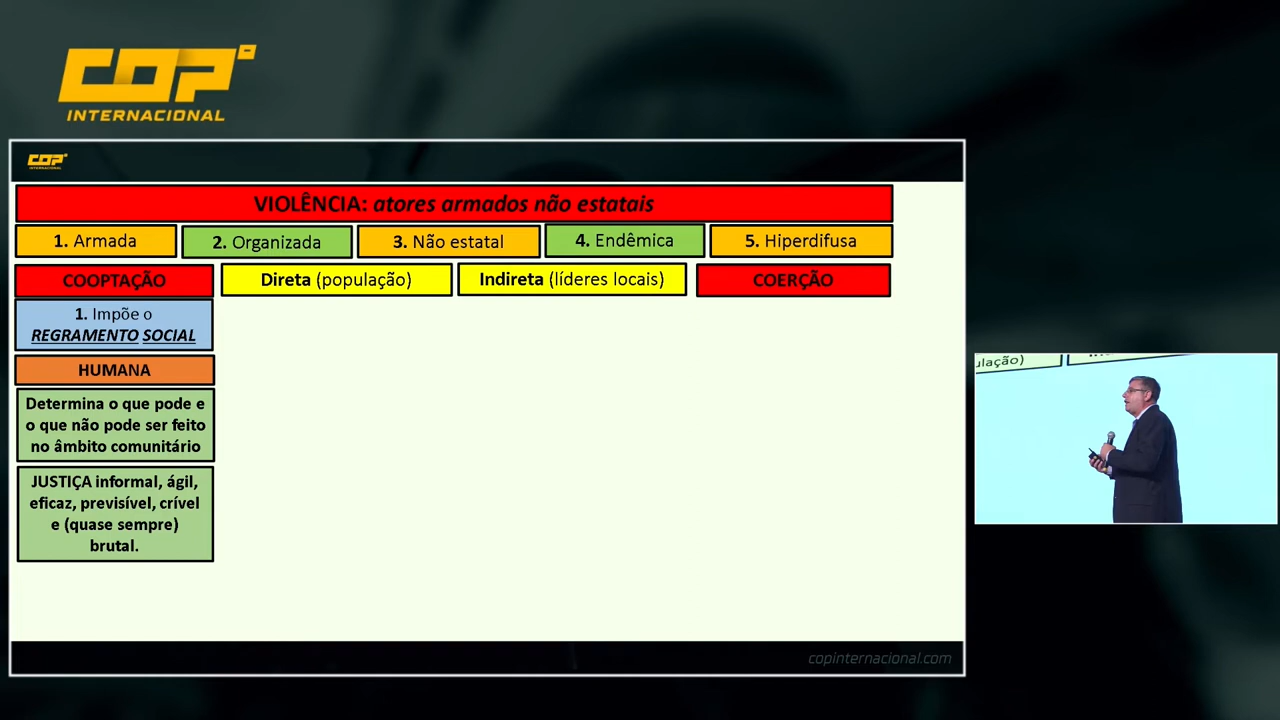 COP
INTERNACIONAL
COP
INTERNACIONAL
VIOLÊNCIA: atores armados não estatais
1. Armada
2. Organizada
3. Não estatal
4. Endêmica
5. Hiperdifusa
COOPTAÇÃO
Direta (população)
Indireta (líderes locais)
COERÇÃO
1. Impõe o
REGRAMENTO SOCIAL
HUMANA
Determina o que pode e
o que não pode ser feito
no âmbito comunitário
JUSTIÇA informal, ágil,
eficaz, previsível, crível
e (quase sempre)
brutal.
copinternacional.com
ulação)